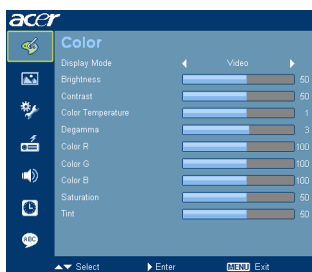 acer
Color
Display Mode Video
Brightness 50
Contrast 50
Color Temperature 1
Degamma 3
Color R 100
Color G 100
Color B 100
Saturation 50
Tint 50
ABC
Select Enter MENU Exit